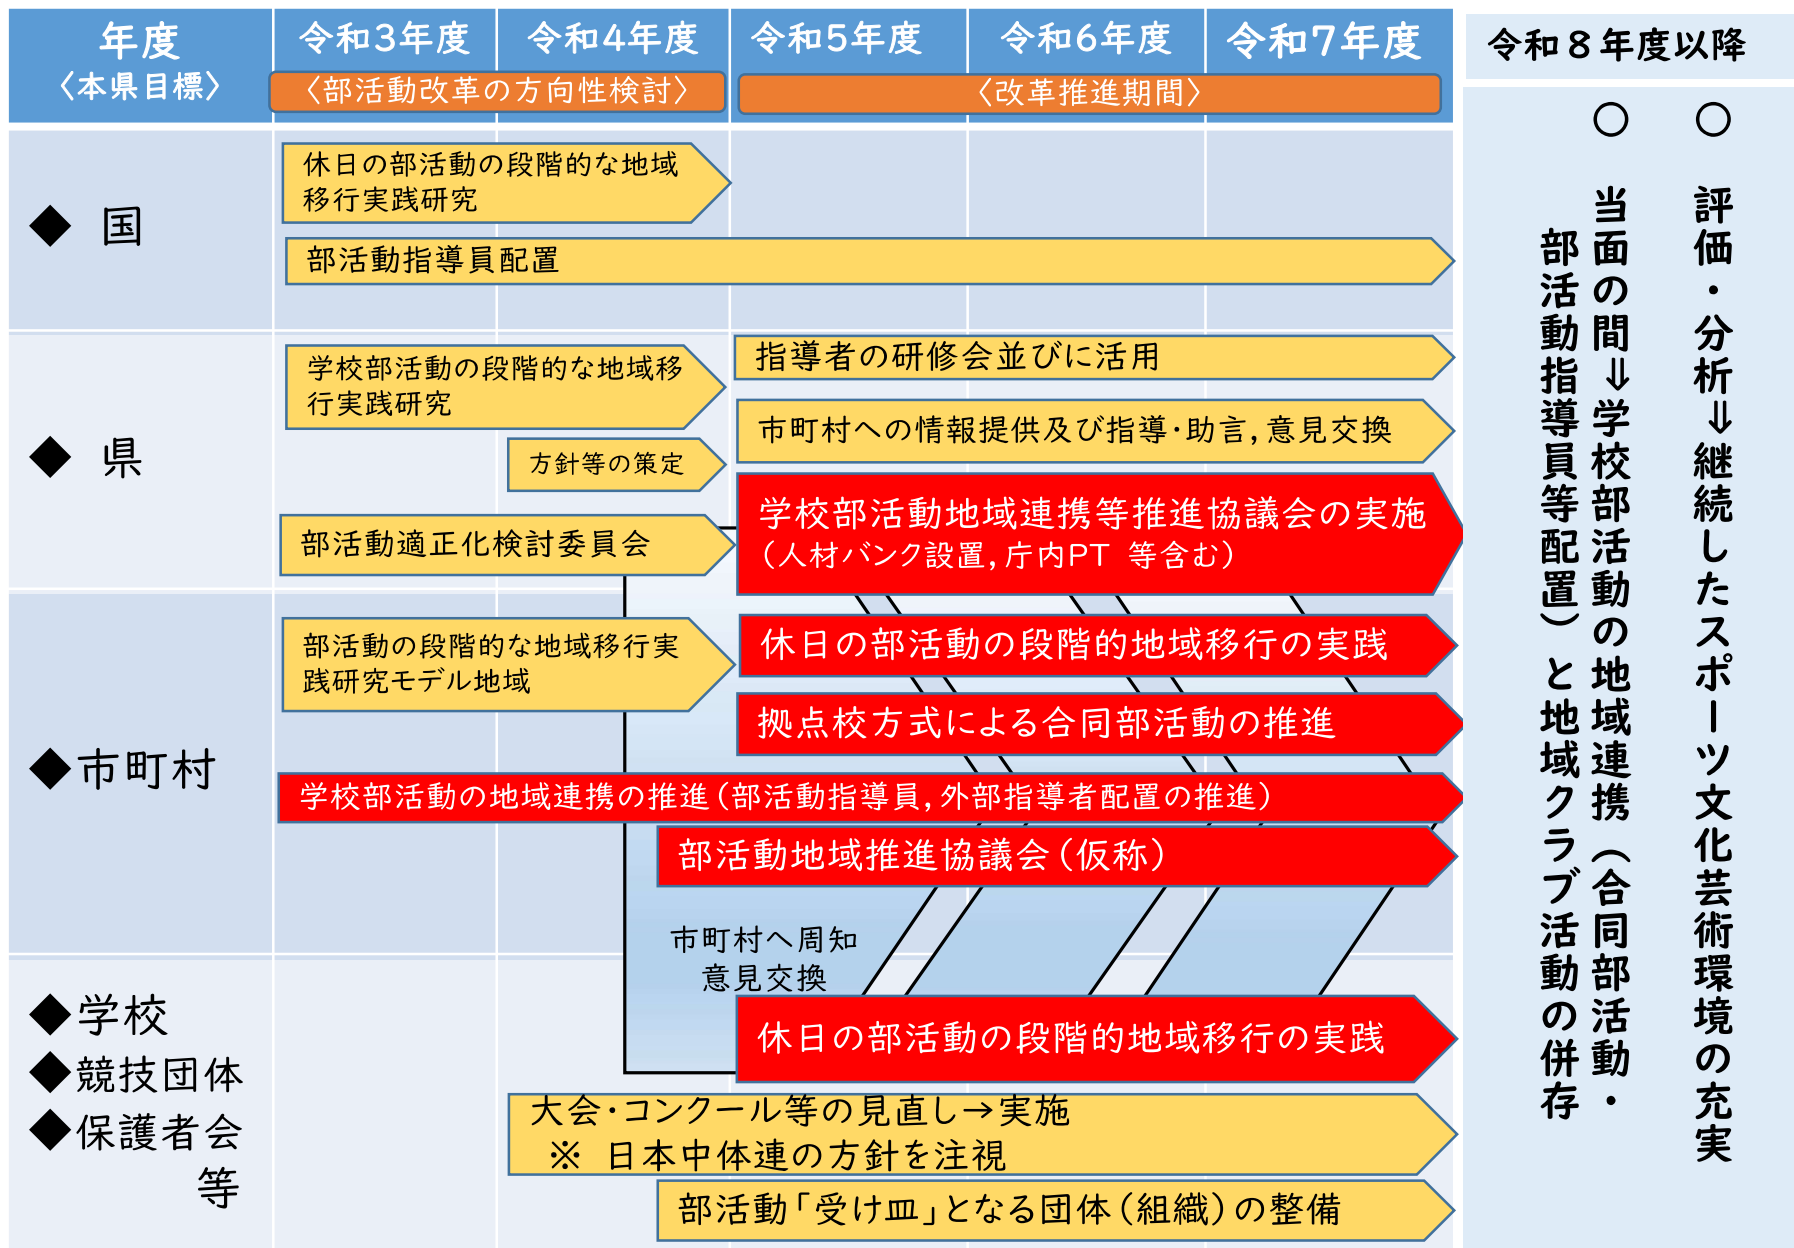 年度
〈本県目標〉
令和3年度
令和4年度
令和5年度
令和6年度
令和7年度
令和８年度以降
〈部活動改革の方向性検討〉
〈改革推進期間〉
◆ 国
休日の部活動の段階的な地域
移行実践研究
部活動指導員配置
◆ 県
学校部活動の段階的な地域移
行実践研究
方針等の策定
部活動適正化検討委員会
指導者の研修会並びに活用
市町村への情報提供及び指導・助言,意見交換
学校部活動地域連携等推進協議会の実施
（人材バンク設置,庁内PT 等含む）
◆市町村
部活動の段階的な地域移行実
践研究モデル地域
休日の部活動の段階的地域移行の実践
拠点校方式による合同部活動の推進
学校部活動の地域連携の推進（部活動指導員,外部指導者配置の推進）
部活動地域推進協議会（仮称）
市町村へ周知
意見交換
◆学校
◆競技団体
◆保護者会
等
休日の部活動の段階的地域移行の実践
大会・コンクール等の見直し→実施
※ 日本中体連の方針を注視
部活動「受け皿」となる団体（組織）の整備
○ 評価・分析⇒継続したスポーツ文化芸術環境の充実
○ 当面の間⇒学校部活動の地域連携（合同部活動・
部活動指導員等配置）と地域クラブ活動の併存